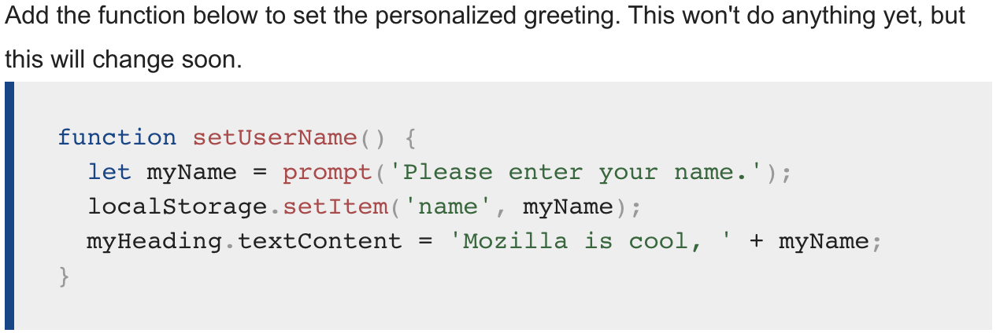 Add the function below to set the personalized greeting. This won't do anything yet, but
this will change soon.
function setUserName() {
  let myName = prompt('Please enter your name.');
  localStorage.setItem('name', myName);
  myHeading.textContent = 'Mozilla is cool, ' + myName;
}